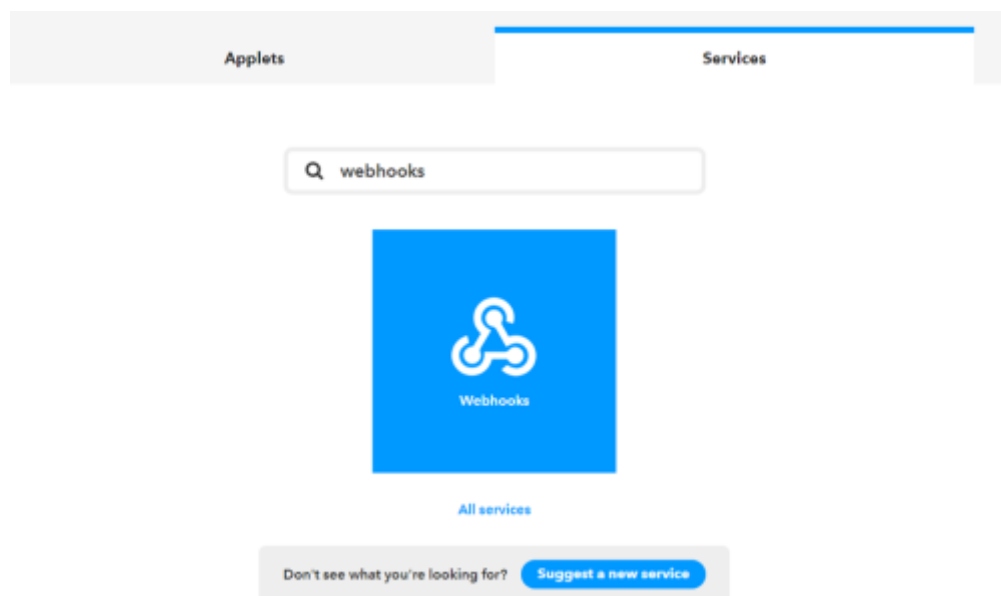 Applets Services
webhooks
Webhooks
All services
Don't see what you're looking for? Suggest a new service